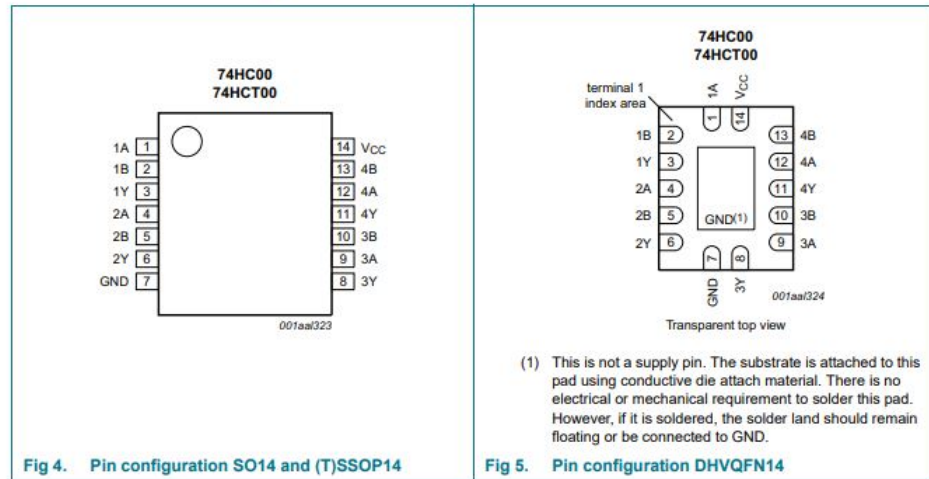 74HC00
74HCT00
1A 1
1B 2
1Y 3
2A 4
2B 5
2Y 6
GND 7
14 VCC
13 4B
12 4A
11 4Y
10 3B
9 3A
8 3Y
001aal323
Fig 4. Pin configuration SO14 and (T)SSOP14
74HC00
74HCT00
terminal 1
index area
1A
VCC
1
14
1B 2
1Y 3
2A 4
2B 5
2Y 6
13 4B
12 4A
11 4Y
10 3B
9 3A
GND(1)
7
8
GND
3Y
001aal324
Transparent top view
(1) This is not a supply pin. The substrate is attached to this
pad using conductive die attach material. There is no
electrical or mechanical requirement to solder this pad.
However, if it is soldered, the solder land should remain
floating or be connected to GND.
Fig 5. Pin configuration DHVQFN14